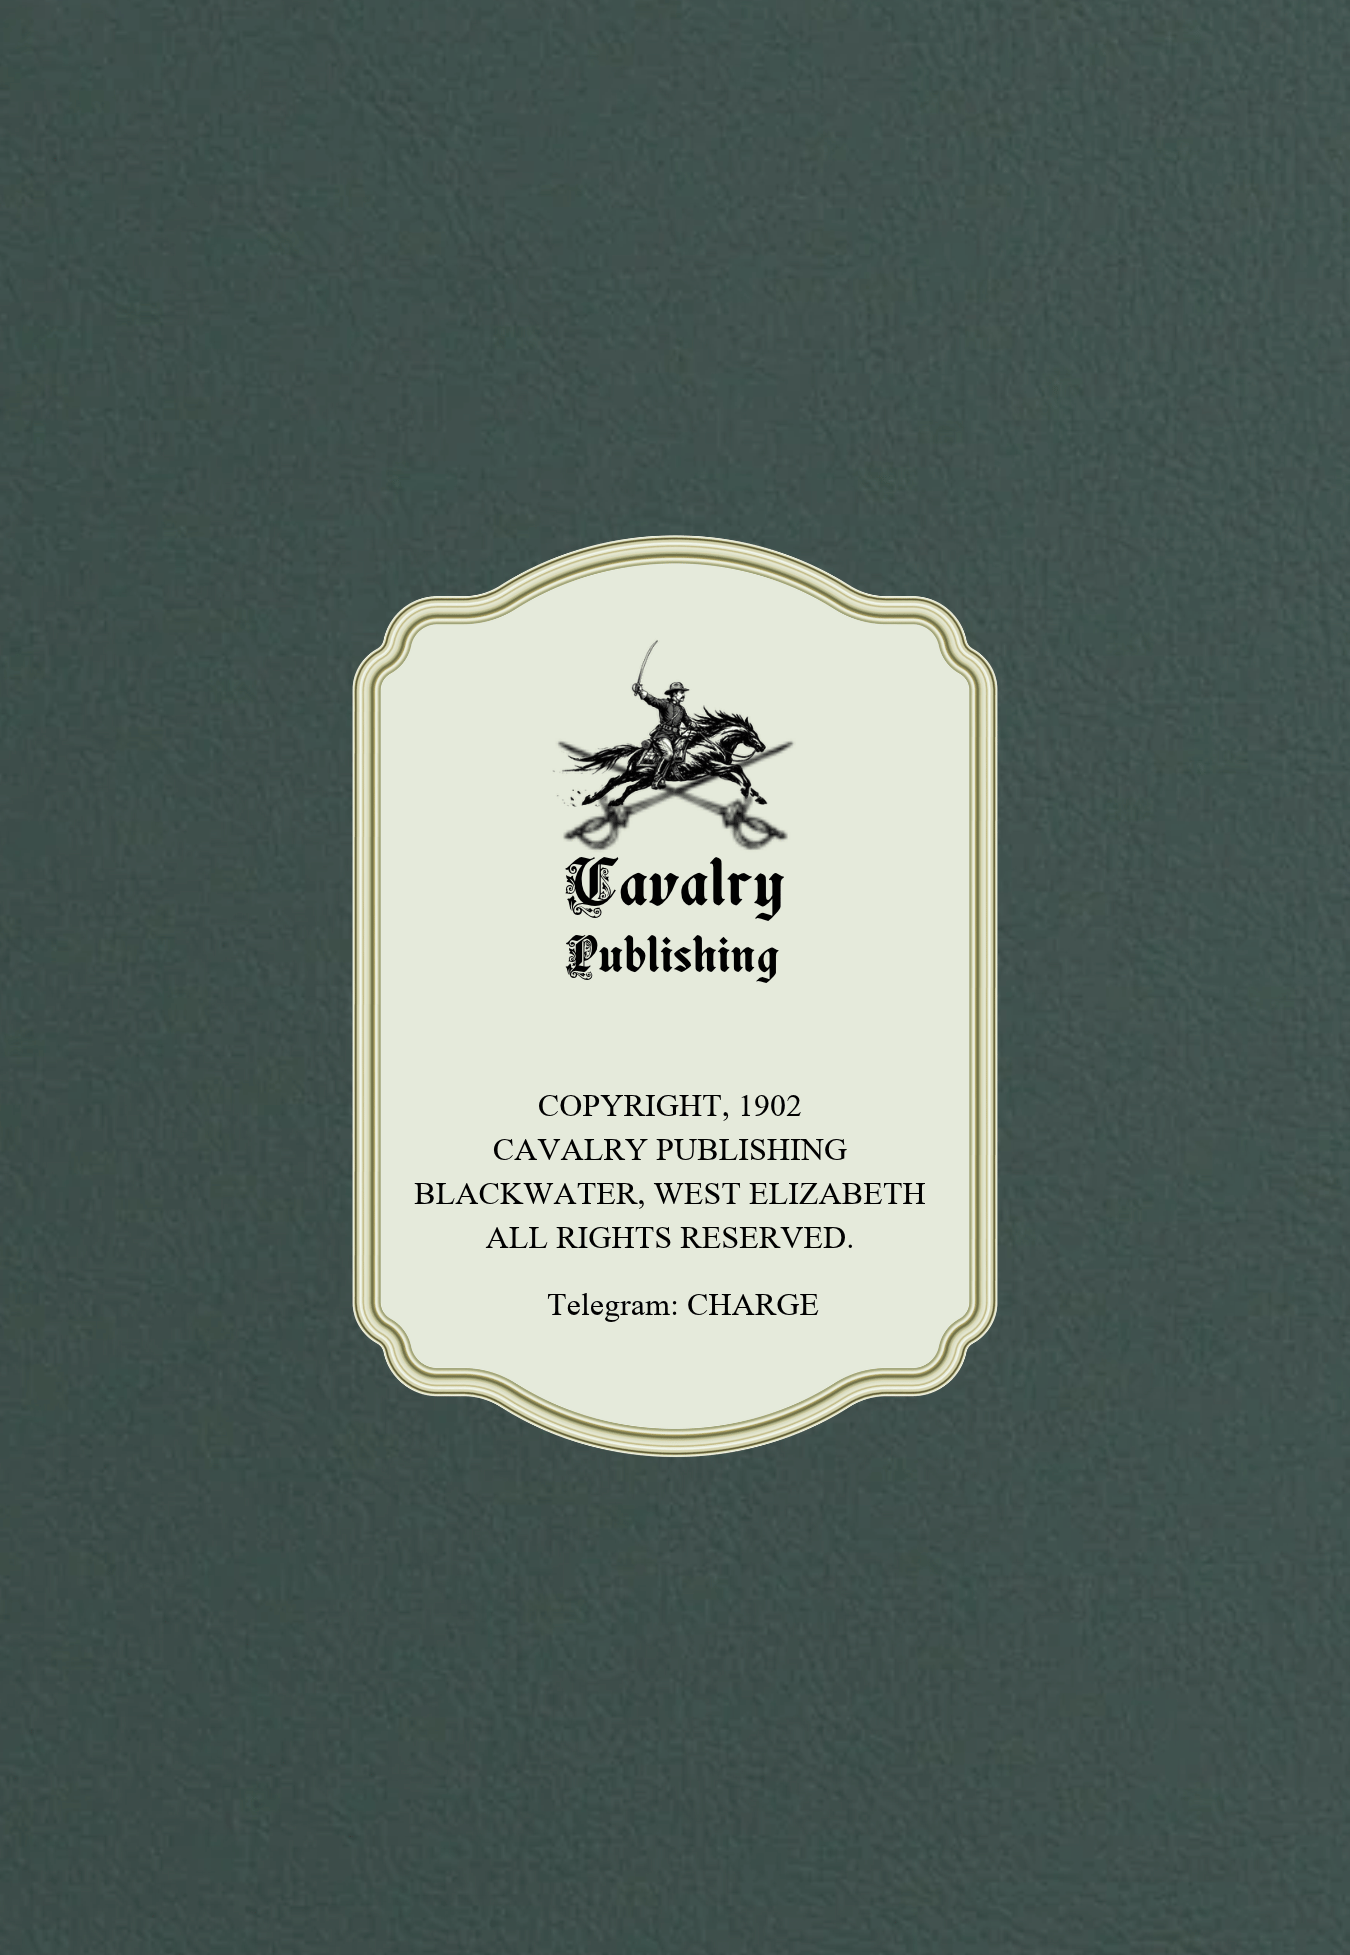 Cavalry
Publishing
COPYRIGHT, 1902
CAVALRY PUBLISHING
BLACKWATER, WEST ELIZABETH
ALL RIGHTS RESERVED.
Telegram: CHARGE